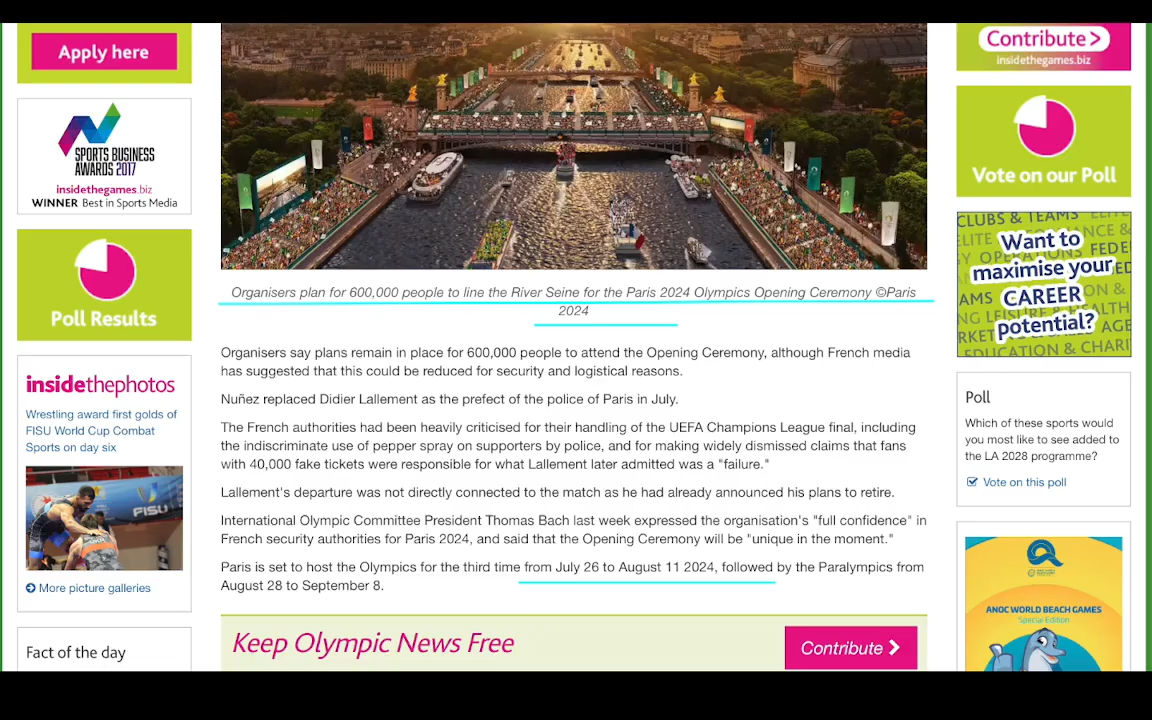 Apply here
SPORTS BUSINESS
AWARDS 2017
insidethegames.biz
WINNER Best in Sports Media
Poll Results
insidethephotos
Wrestling award first golds of
FISU World Cup Combat
Sports on day six
FISU
More picture galleries
Fact of the day
Organisers plan for 600,000 people to line the River Seine for the Paris 2024 Olympics Opening Ceremony ©Paris
2024
Organisers say plans remain in place for 600,000 people to attend the Opening Ceremony, although French media
has suggested that this could be reduced for security and logistical reasons.
Nuñez replaced Didier Lallement as the prefect of the police of Paris in July.
The French authorities had been heavily criticised for their handling of the UEFA Champions League final, including
the indiscriminate use of pepper spray on supporters by police, and for making widely dismissed claims that fans
with 40,000 fake tickets were responsible for what Lallement later admitted was a "failure."
Lallement's departure was not directly connected to the match as he had already announced his plans to retire.
International Olympic Committee President Thomas Bach last week expressed the organisation's "full confidence" in
French security authorities for Paris 2024, and said that the Opening Ceremony will be "unique in the moment."
Paris is set to host the Olympics for the third time from July 26 to August 11 2024, followed by the Paralympics from
August 28 to September 8.
Keep Olympic News Free
Contribute
Contribute >
insidethegames.biz
Vote on our Poll
CLUBS & TEAMS
Want to
maximise your
CAREER
potential?
EDUCATION & CHARI
Poll
Which of these sports would
you most like to see added to
the LA 2028 programme?
Vote on this poll
ANOC WORLD BEACH GAMES
Special Edition